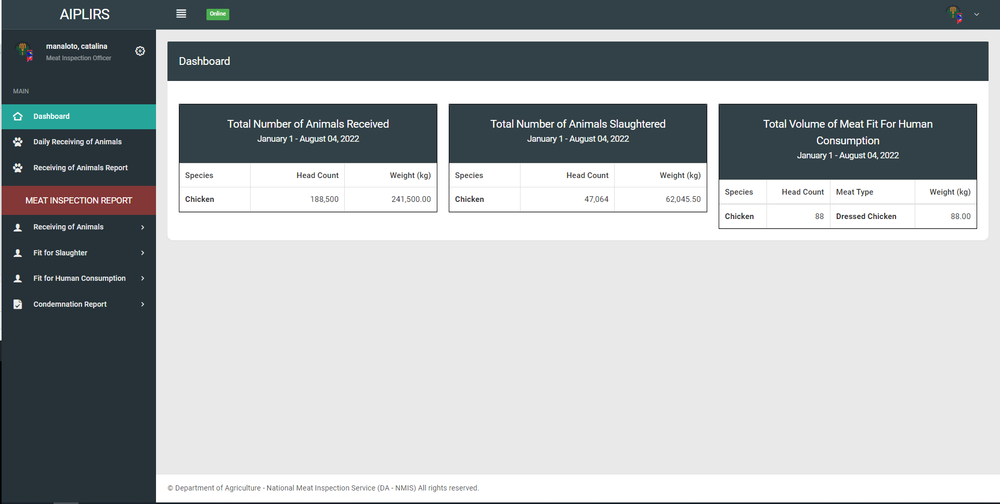 AIPLIRS
Online
manaloto, catalina
Meat Inspection Officer
MAIN
Dashboard
Daily Receiving of Animals
Receiving of Animals Report
MEAT INSPECTION REPORT
Receiving of Animals
Fit for Slaughter
Fit for Human Consumption
Condemnation Report
Dashboard
Total Number of Animals Received
January 1 - August 04, 2022
Species Head Count Weight (kg)
Chicken 188,500 241,500.00
Total Number of Animals Slaughtered
January 1 - August 04, 2022
Species Head Count Weight (kg)
Chicken 47,064 62,045.50
Total Volume of Meat Fit For Human
Consumption
January 1 - August 04, 2022
Species Head Count Meat Type Weight (kg)
Chicken 88 Dressed Chicken 88.00
© Department of Agriculture - National Meat Inspection Service (DA - NMIS) All rights reserved.